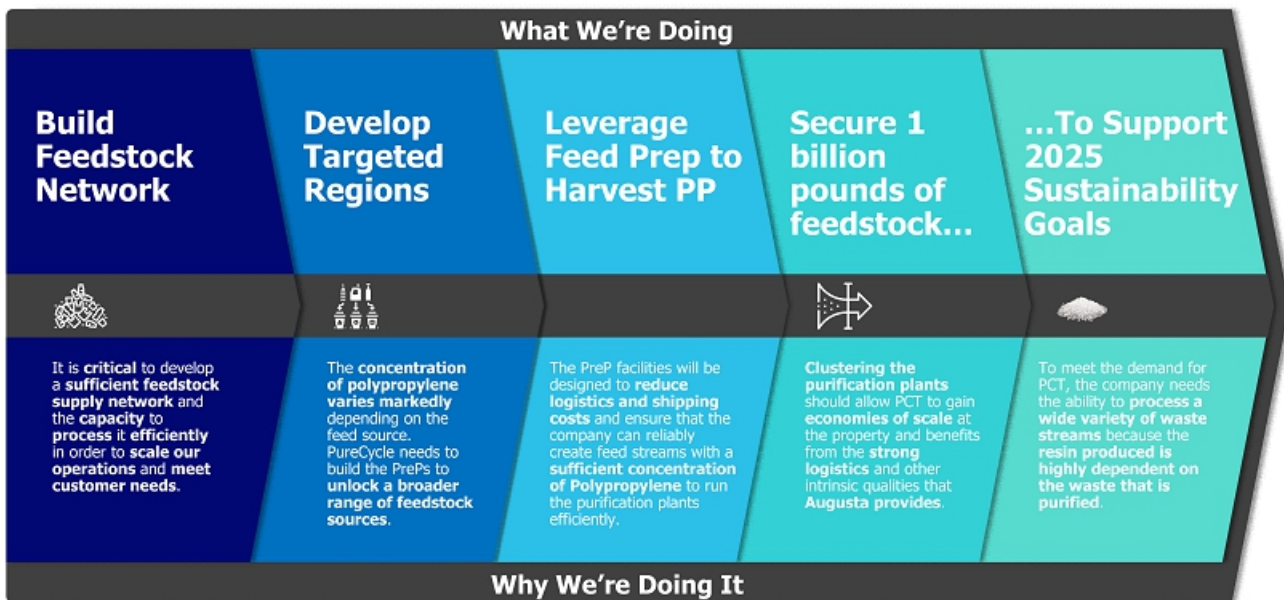 What We're Doing
Build
Feedstock
Network
Develop
Targeted
Regions
Leverage
Feed Prep to
Harvest PP
Secure 1
billion
pounds of
feedstock...
...To Support
2025
Sustainability
Goals
It is critical to develop
a sufficient feedstock
supply network and
the capacity to
process it efficiently
in order to scale our
operations and meet
customer needs.
The concentration
of polypropylene
varies markedly
depending on the
feed source.
PureCycle needs to
build the PrePs to
unlock a broader
range of feedstock
sources.
The PreP facilities will be
designed to reduce
logistics and shipping
costs and ensure that the
company can reliably
create feed streams with a
sufficient concentration
of Polypropylene to run
the purification plants
efficiently.
Clustering the
purification plants
should allow PCT to gain
economies of scale at
the property and benefits
from the strong
logistics and other
intrinsic qualities that
Augusta provides.
To meet the demand for
PCT, the company needs
the ability to process a
wide variety of waste
streams because the
resin produced is
highly dependent on
the waste that is
purified.
Why We're Doing It